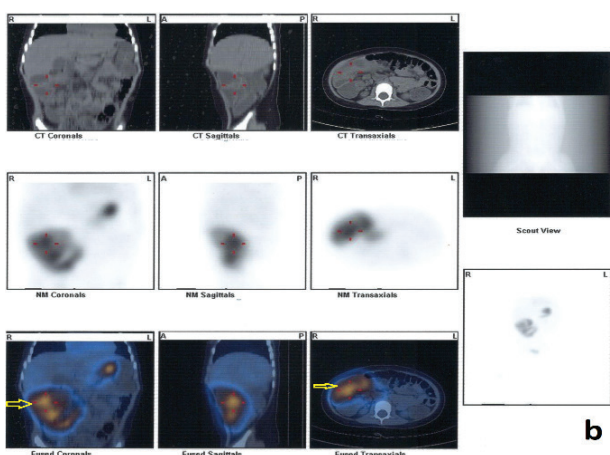 R L
A P
R L
CT Coronals
CT Sagittals
CT Transaxials
R L
A P
R L
NM Coronals
NM Sagittals
NM Transaxials
Scout View
R L
R L
A P
R L
Fused Coronals
Fused Sagittals
Fused Transaxials
b